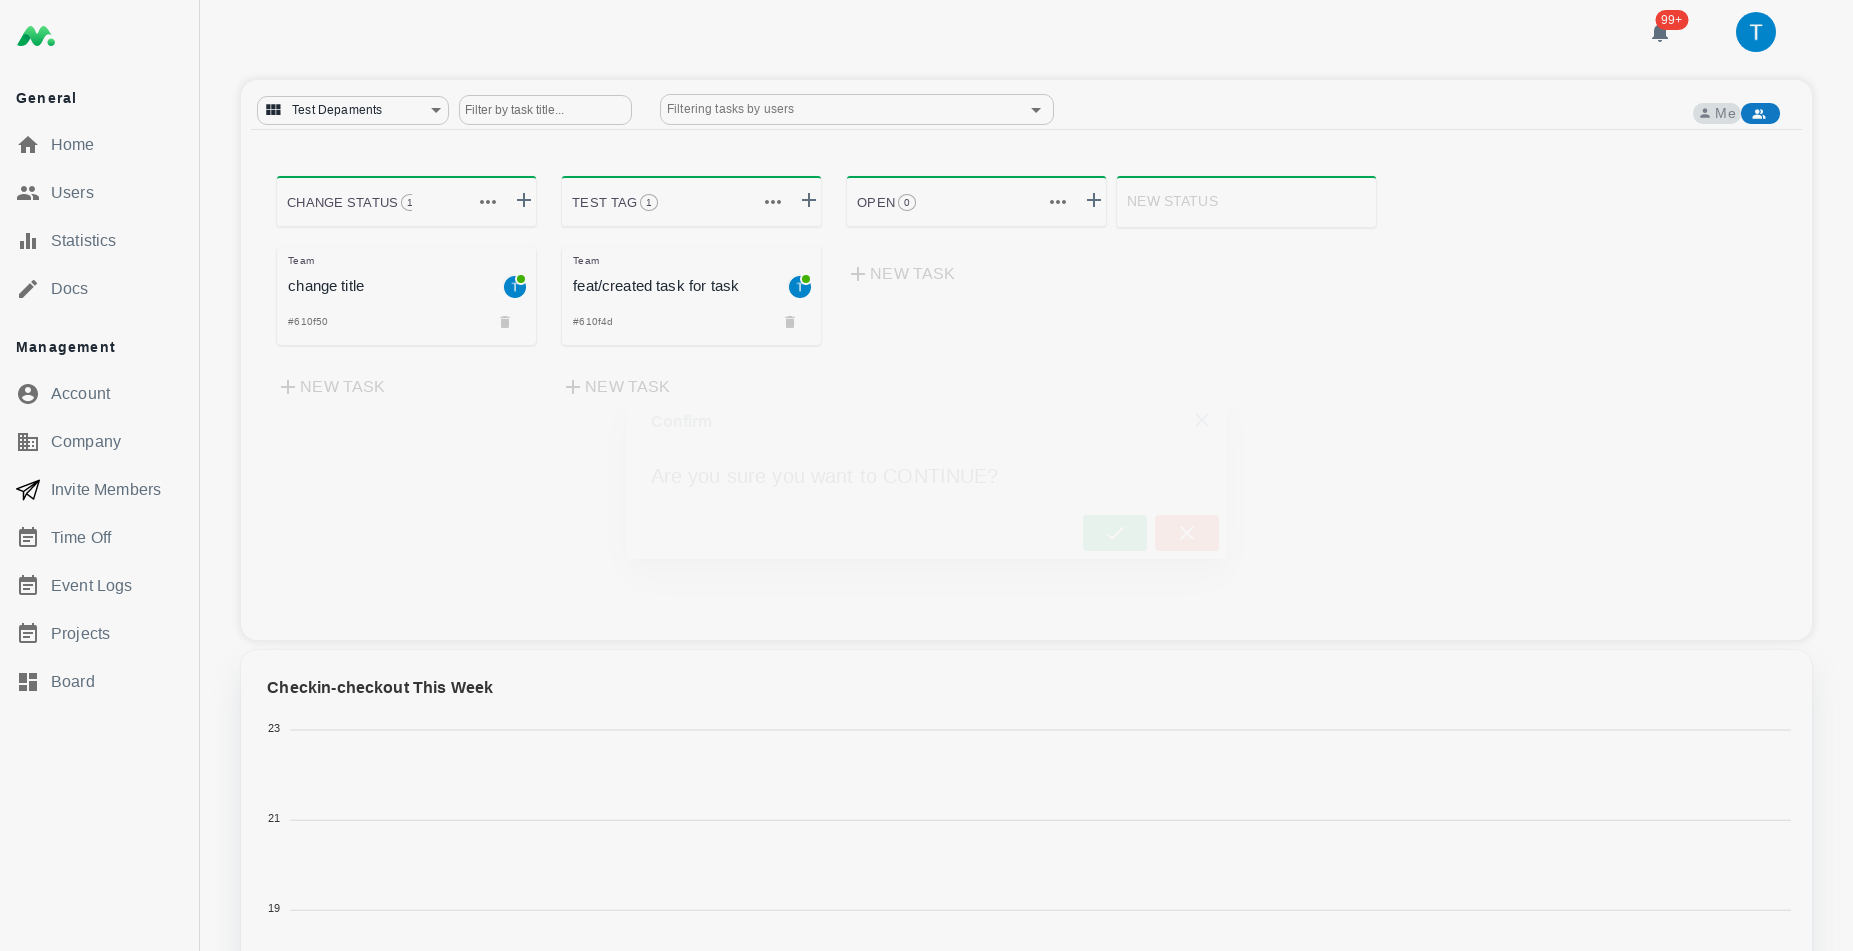 99+
T
General
Home
Users
Statistics
Docs
Management
Account
Company
Invite Members
Time Off
Event Logs
Projects
Board
Test Depaments
Filter by task title...
Filtering tasks by users
Me
CHANGE STATUS 1
TEST TAG 1
OPEN 0
NEW STATUS
Team
change title
T
#610f50
NEW TASK
Team
feat/created task for task
T
#610f4d
NEW TASK
NEW TASK
Confirm
Are you sure you want to CONTINUE?
Checkin-checkout This Week
23
21
19